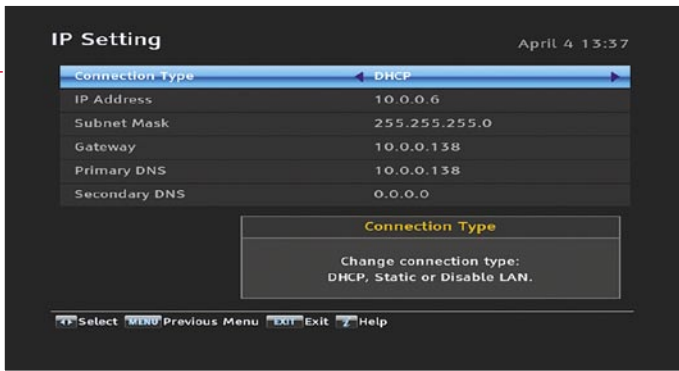 IP Setting
April 4 13:37
Connection Type DHCP
IP Address 10.0.0.6
Subnet Mask 255.255.255.0
Gateway 10.0.0.138
Primary DNS 10.0.0.138
Secondary DNS 0.0.0.0
Connection Type
Change connection type:
DHCP, Static or Disable LAN.
Select MENU Previous Menu EXIT Exit ? Help